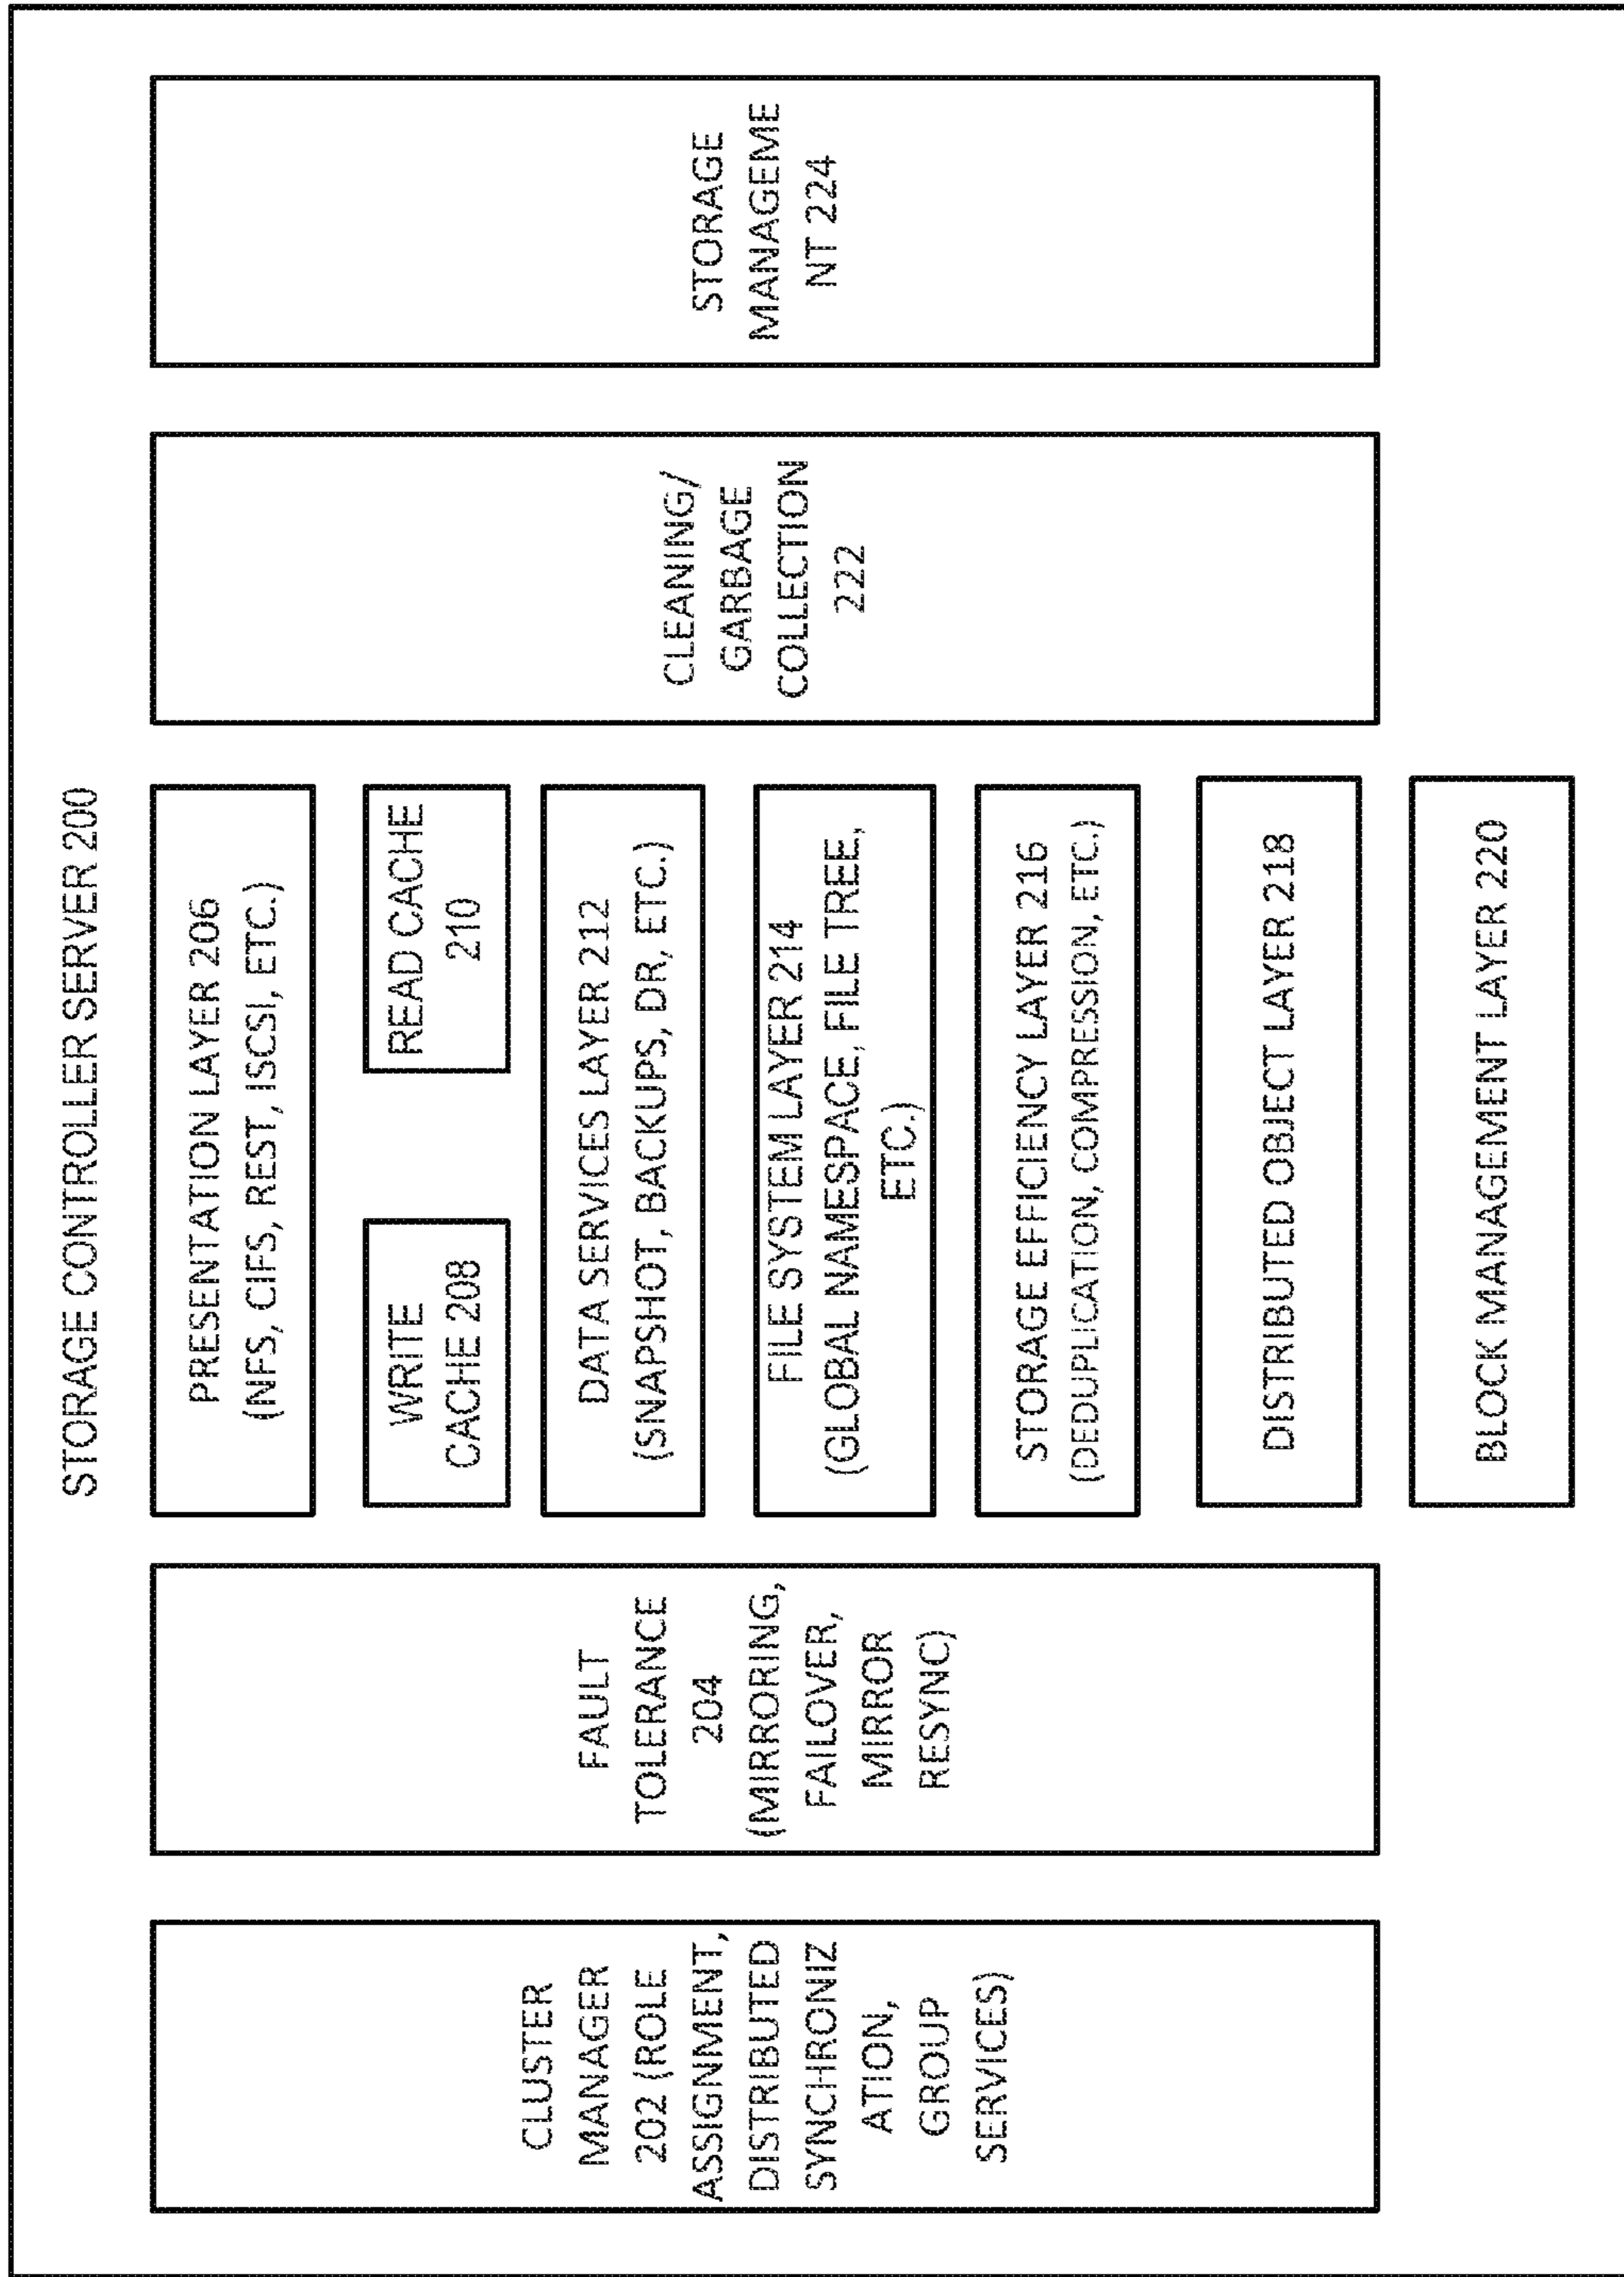 STORAGE CONTROLLER SERVER 200
CLUSTER
MANAGER
202 (ROLE
ASSIGNMENT,
DISTRIBUTED
SYNCHRONIZ
ATION,
GROUP
SERVICES)
FAULT
TOLERANCE
204
(MIRRORING,
FAILOVER,
MIRROR
RESYNC)
PRESENTATION LAYER 206
(NFS, CIFS, REST, ISCSI, ETC.)
WRITE
CACHE 208
READ CACHE
210
DATA SERVICES LAYER 212
(SNAPSHOT, BACKUPS, DR, ETC.)
FILE SYSTEM LAYER 214
(GLOBAL NAMESPACE, FILE TREE,
ETC.)
STORAGE EFFICIENCY LAYER 216
(DEDUPLICATION, COMPRESSION, ETC.)
DISTRIBUTED OBJECT LAYER 218
BLOCK MANAGEMENT LAYER 220
CLEANING/
GARBAGE
COLLECTION
222
STORAGE
MANAGEME
NT 224